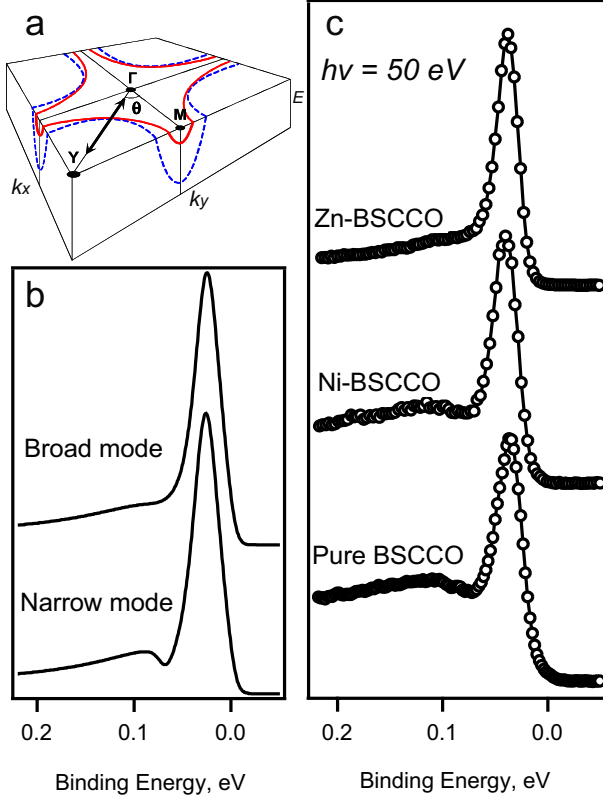 a
Γ
θ
M
Y
E
kx
ky
b
Broad mode
Narrow mode
0.2
0.1
0.0
Binding Energy, eV
c
hν = 50 eV
Zn-BSCCO
Ni-BSCCO
Pure BSCCO
0.2
0.1
0.0
Binding Energy, eV